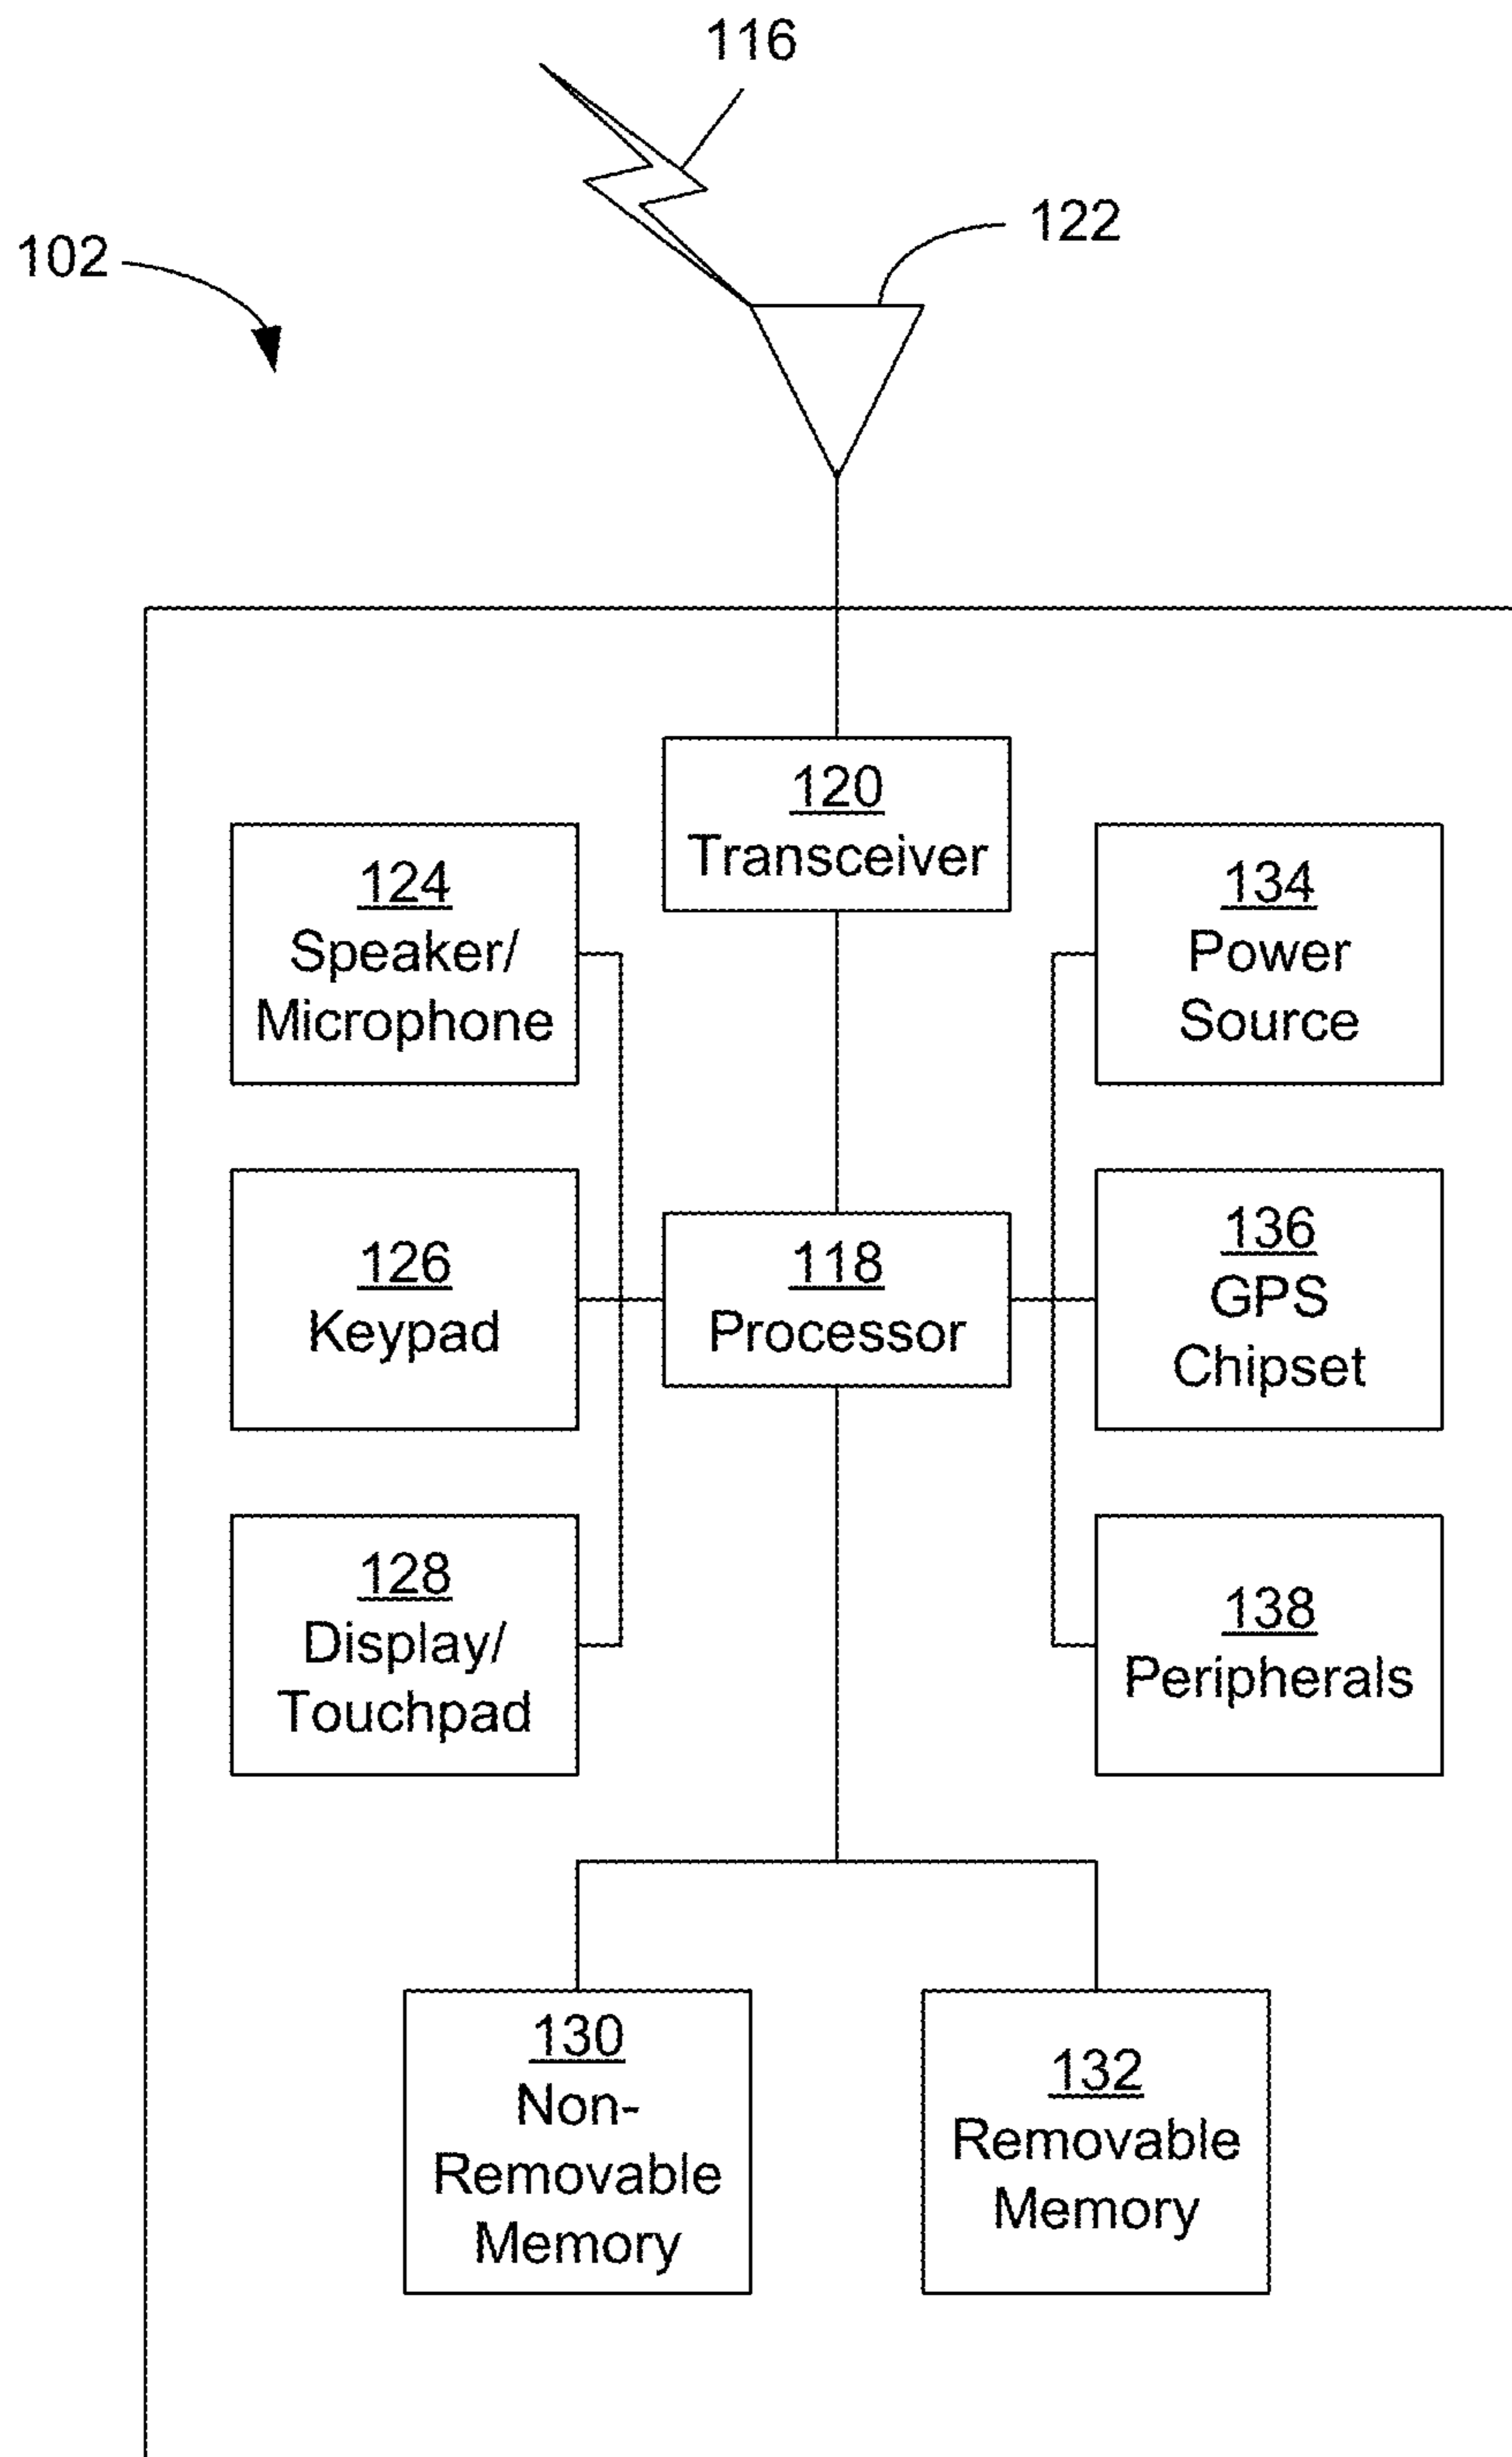 116
122
102
120
Transceiver
124
Speaker/
Microphone
134
Power
Source
126
Keypad
118
Processor
136
GPS
Chipset
128
Display/
Touchpad
138
Peripherals
130
Non-
Removable
Memory
132
Removable
Memory